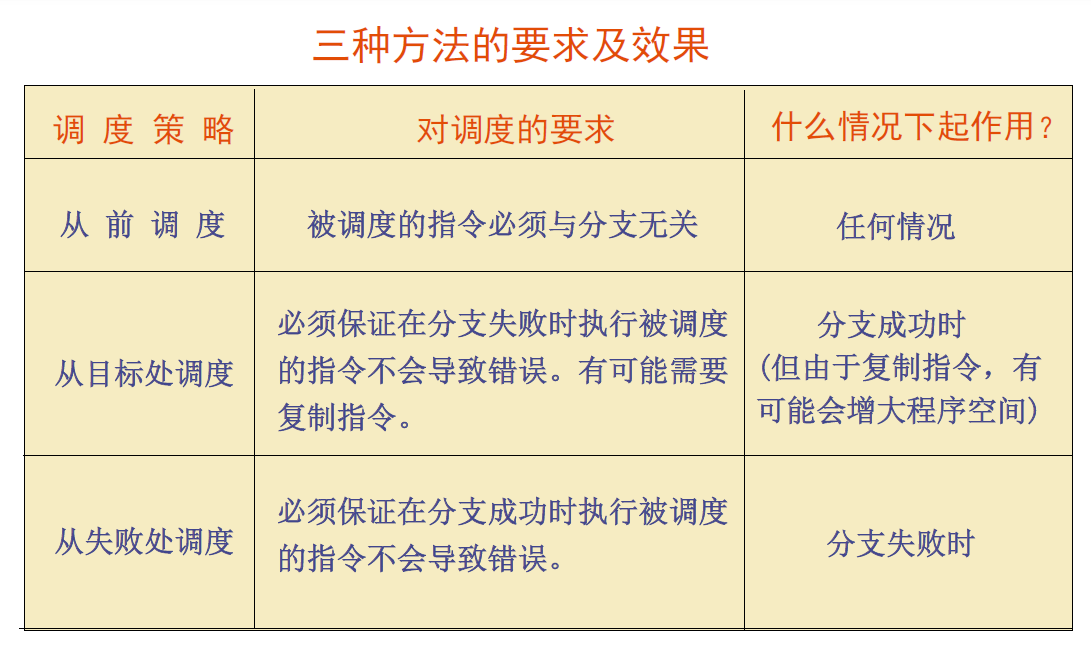 三种方法的要求及效果
调 度 策 略
对调度的要求
什么情况下起作用？
从 前 调 度
被调度的指令必须与分支无关
任何情况
从目标处调度
必须保证在分支失败时执行被调度
的指令不会导致错误。有可能需要
复制指令。
分支成功时
(但由于复制指令，有
可能会增大程序空间)
从失败处调度
必须保证在分支成功时执行被调度
的指令不会导致错误。
分支失败时